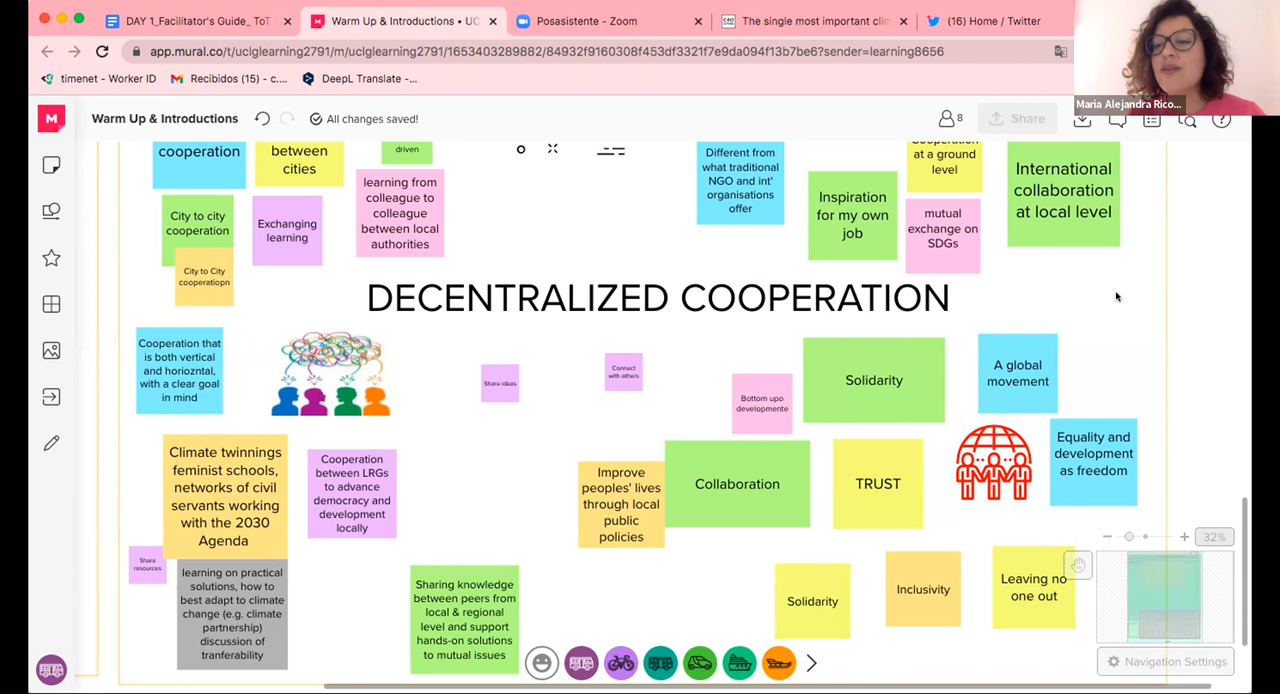 DAY 1_Facilitator's Guide_ ToT
Warm Up & Introductions • UC
Posasistente - Zoom
The single most important clim
(16) Home / Twitter
app.mural.co/t/uclglearning2791/m/uclglearning2791/1653403289882/84932f9160308f453df3321f7e9da094f13b7be6?sender=learning8656
timenet - Worker ID
Recibidos (15) - c....
DeepL Translate -...
Maria Alejandra Rico...
M
Warm Up & Introductions
All changes saved!
8
Share
cooperation
between
cities
driven
learning from
colleague to
colleague
between local
authorities
City to city
cooperation
City to City
cooperatiopn
Exchanging
learning
Different from
what traditional
NGO and int'
organisations
offer
Inspiration
for my own
job
Cooperation
at a ground
level
mutual
exchange on
SDGs
International
collaboration
at local level
DECENTRALIZED COOPERATION
Cooperation that
is both vertical
and horiozntal,
with a clear goal
in mind
Share ideas
Connect
with others
Bottom upo
developmente
Solidarity
A global
movement
Climate twinnings
feminist schools,
networks of civil
servants working
with the 2030
Agenda
Cooperation
between LRGs
to advance
democracy and
development
locally
Improve
peoples' lives
through local
public
policies
Collaboration
TRUST
Equality and
development
as freedom
Share
resources
learning on practical
solutions, how to
best adapt to climate
change (e.g. climate
partnership)
discussion of
tranferability
Sharing knowledge
between peers from
local & regional
level and support
hands-on solutions
to mutual issues
Solidarity
Inclusivity
Leaving no
one out
32%
Navigation Settings